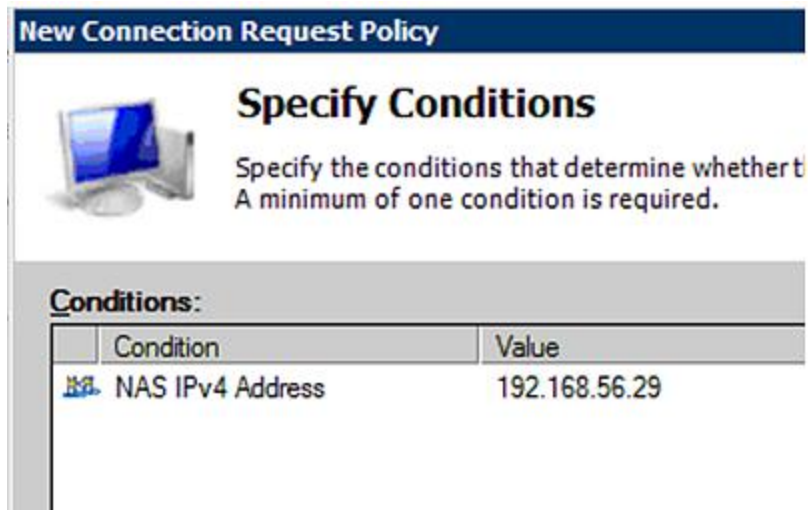 New Connection Request Policy
Specify Conditions
Specify the conditions that determine whether
A minimum of one condition is required.
Conditions:
Condition Value
NAS IPv4 Address 192.168.56.29